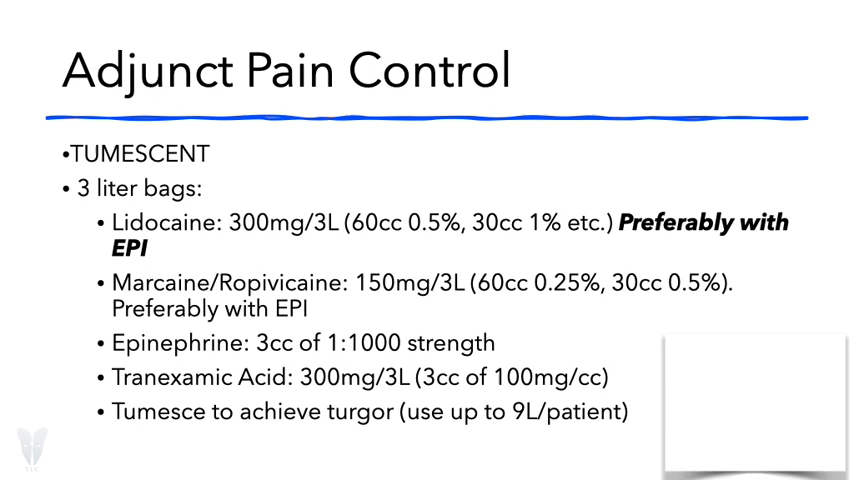 Adjunct Pain Control
•TUMESCENT
• 3 liter bags:
• Lidocaine: 300mg/3L (60cc 0.5%, 30cc 1% etc.) Preferably with
EPI
• Marcaine/Ropivicaine: 150mg/3L (60cc 0.25%, 30cc 0.5%).
Preferably with EPI
• Epinephrine: 3cc of 1:1000 strength
• Tranexamic Acid: 300mg/3L (3cc of 100mg/cc)
• Tumesce to achieve turgor (use up to 9L/patient)
TLC